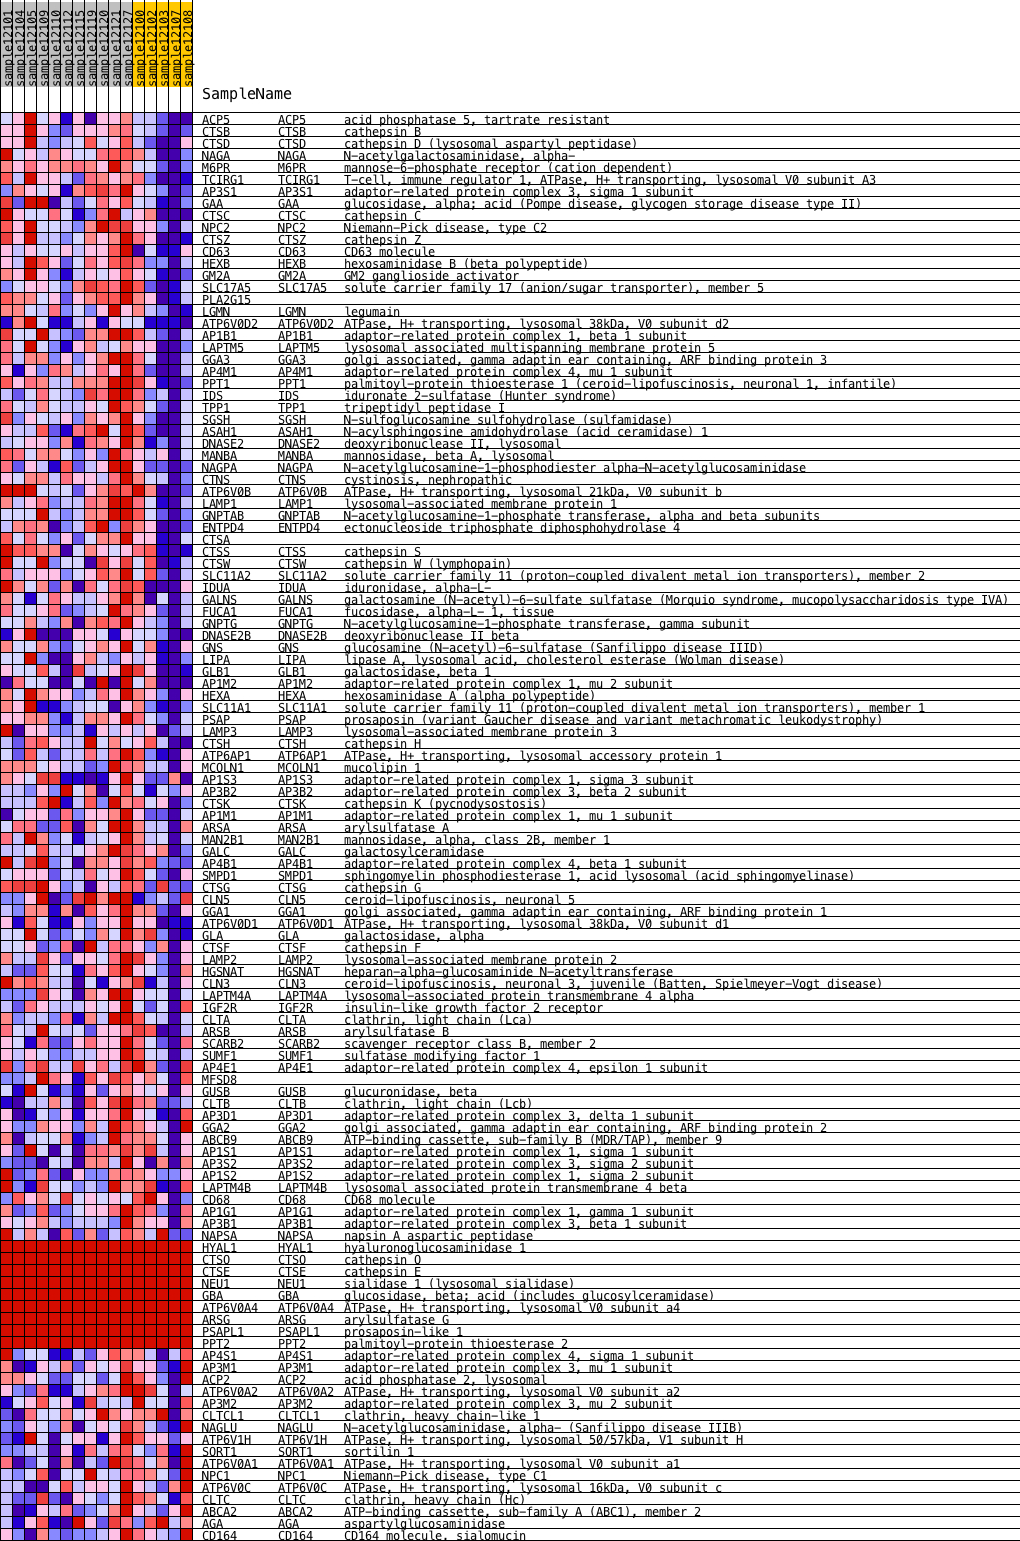 sample12101 sample12104 sample12105 sample12109 sample12110 sample12112 sample12115 sample12119 sample12120 sample12121 sample12127 sample12100 sample12102 sample12103 sample12107 sample12108
SampleName
ACP5 ACP5 acid phosphatase 5, tartrate resistant
CTSB CTSB cathepsin B
CTSD CTSD cathepsin D (lysosomal aspartyl peptidase)
NAGA NAGA N-acetylgalactosaminidase, alpha-
M6PR M6PR mannose-6-phosphate receptor (cation dependent)
TCIRG1 TCIRG1 T-cell, immune regulator 1, ATPase, H+ transporting, lysosomal V0 subunit A3
AP3S1 AP3S1 adaptor-related protein complex 3, sigma 1 subunit
GAA GAA glucosidase, alpha; acid (Pompe disease, glycogen storage disease type II)
CTSC CTSC cathepsin C
NPC2 NPC2 Niemann-Pick disease, type C2
CTSZ CTSZ cathepsin Z
CD63 CD63 CD63 molecule
HEXB HEXB hexosaminidase B (beta polypeptide)
GM2A GM2A GM2 ganglioside activator
SLC17A5 SLC17A5 solute carrier family 17 (anion/sugar transporter), member 5
PLA2G15
LGMN LGMN legumain
ATP6V0D2 ATP6V0D2 ATPase, H+ transporting, lysosomal 38kDa, V0 subunit d2
AP1B1 AP1B1 adaptor-related protein complex 1, beta 1 subunit
LAPTM5 LAPTM5 lysosomal associated multispanning membrane protein 5
GGA3 GGA3 golgi associated, gamma adaptin ear containing, ARF binding protein 3
AP4M1 AP4M1 adaptor-related protein complex 4, mu 1 subunit
PPT1 PPT1 palmitoyl-protein thioesterase 1 (ceroid-lipofuscinosis, neuronal 1, infantile)
IDS IDS iduronate 2-sulfatase (Hunter syndrome)
TPP1 TPP1 tripeptidyl peptidase I
SGSH SGSH N-sulfoglucosamine sulfohydrolase (sulfamidase)
ASAH1 ASAH1 N-acylsphingosine amidohydrolase (acid ceramidase) 1
DNASE2 DNASE2 deoxyribonuclease II, lysosomal
MANBA MANBA mannosidase, beta A, lysosomal
NAGPA NAGPA N-acetylglucosamine-1-phosphodiester alpha-N-acetylglucosaminidase
CTNS CTNS cystinosis, nephropathic
ATP6V0B ATP6V0B ATPase, H+ transporting, lysosomal 21kDa, V0 subunit b
LAMP1 LAMP1 lysosomal-associated membrane protein 1
GNPTAB GNPTAB N-acetylglucosamine-1-phosphate transferase, alpha and beta subunits
ENTPD4 ENTPD4 ectonucleoside triphosphate diphosphohydrolase 4
CTSA
CTSS CTSS cathepsin S
CTSW CTSW cathepsin W (lymphopain)
SLC11A2 SLC11A2 solute carrier family 11 (proton-coupled divalent metal ion transporters), member 2
IDUA IDUA iduronidase, alpha-L-
GALNS GALNS galactosamine (N-acetyl)-6-sulfate sulfatase (Morquio syndrome, mucopolysaccharidosis type IVA)
FUCA1 FUCA1 fucosidase, alpha-L- 1, tissue
GNPTG GNPTG N-acetylglucosamine-1-phosphate transferase, gamma subunit
DNASE2B DNASE2B deoxyribonuclease II beta
GNS GNS glucosamine (N-acetyl)-6-sulfatase (Sanfilippo disease IIID)
LIPA LIPA lipase A, lysosomal acid, cholesterol esterase (Wolman disease)
GLB1 GLB1 galactosidase, beta 1
AP1M2 AP1M2 adaptor-related protein complex 1, mu 2 subunit
HEXA HEXA hexosaminidase A (alpha polypeptide)
SLC11A1 SLC11A1 solute carrier family 11 (proton-coupled divalent metal ion transporters), member 1
PSAP PSAP prosaposin (variant Gaucher disease and variant metachromatic leukodystrophy)
LAMP3 LAMP3 lysosomal-associated membrane protein 3
CTSH CTSH cathepsin H
ATP6AP1 ATP6AP1 ATPase, H+ transporting, lysosomal accessory protein 1
MCOLN1 MCOLN1 mucolipin 1
AP1S3 AP1S3 adaptor-related protein complex 1, sigma 3 subunit
AP3B2 AP3B2 adaptor-related protein complex 3, beta 2 subunit
CTSK CTSK cathepsin K (pycnodysostosis)
AP1M1 AP1M1 adaptor-related protein complex 1, mu 1 subunit
ARSA ARSA arylsulfatase A
MAN2B1 MAN2B1 mannosidase, alpha, class 2B, member 1
GALC GALC galactosylceramidase
AP4B1 AP4B1 adaptor-related protein complex 4, beta 1 subunit
SMPD1 SMPD1 sphingomyelin phosphodiesterase 1, acid lysosomal (acid sphingomyelinase)
CTSG CTSG cathepsin G
CLN5 CLN5 ceroid-lipofuscinosis, neuronal 5
GGA1 GGA1 golgi associated, gamma adaptin ear containing, ARF binding protein 1
ATP6V0D1 ATP6V0D1 ATPase, H+ transporting, lysosomal 38kDa, V0 subunit d1
GLA GLA galactosidase, alpha
CTSF CTSF cathepsin F
LAMP2 LAMP2 lysosomal-associated membrane protein 2
HGSNAT HGSNAT heparan-alpha-glucosaminide N-acetyltransferase
CLN3 CLN3 ceroid-lipofuscinosis, neuronal 3, juvenile (Batten, Spielmeyer-Vogt disease)
LAPTM4A LAPTM4A lysosomal-associated protein transmembrane 4 alpha
IGF2R IGF2R insulin-like growth factor 2 receptor
CLTA CLTA clathrin, light chain (Lca)
ARSB ARSB arylsulfatase B
SCARB2 SCARB2 scavenger receptor class B, member 2
SUMF1 SUMF1 sulfatase modifying factor 1
AP4E1 AP4E1 adaptor-related protein complex 4, epsilon 1 subunit
MFSD8
GUSB GUSB glucuronidase, beta
CLTB CLTB clathrin, light chain (Lcb)
AP3D1 AP3D1 adaptor-related protein complex 3, delta 1 subunit
GGA2 GGA2 golgi associated, gamma adaptin ear containing, ARF binding protein 2
ABCB9 ABCB9 ATP-binding cassette, sub-family B (MDR/TAP), member 9
AP1S1 AP1S1 adaptor-related protein complex 1, sigma 1 subunit
AP3S2 AP3S2 adaptor-related protein complex 3, sigma 2 subunit
AP1S2 AP1S2 adaptor-related protein complex 1, sigma 2 subunit
LAPTM4B LAPTM4B lysosomal associated protein transmembrane 4 beta
CD68 CD68 CD68 molecule
AP1G1 AP1G1 adaptor-related protein complex 1, gamma 1 subunit
AP3B1 AP3B1 adaptor-related protein complex 3, beta 1 subunit
NAPSA NAPSA napsin A aspartic peptidase
HYAL1 HYAL1 hyaluronoglucosaminidase 1
CTSO CTSO cathepsin O
CTSE CTSE cathepsin E
NEU1 NEU1 sialidase 1 (lysosomal sialidase)
GBA GBA glucosidase, beta; acid (includes glucosylceramidase)
ATP6V0A4 ATP6V0A4 ATPase, H+ transporting, lysosomal V0 subunit a4
ARSG ARSG arylsulfatase G
PSAPL1 PSAPL1 prosaposin-like 1
PPT2 PPT2 palmitoyl-protein thioesterase 2
AP4S1 AP4S1 adaptor-related protein complex 4, sigma 1 subunit
AP3M1 AP3M1 adaptor-related protein complex 3, mu 1 subunit
ACP2 ACP2 acid phosphatase 2, lysosomal
ATP6V0A2 ATP6V0A2 ATPase, H+ transporting, lysosomal V0 subunit a2
AP3M2 AP3M2 adaptor-related protein complex 3, mu 2 subunit
CLTCL1 CLTCL1 clathrin, heavy chain-like 1
NAGLU NAGLU N-acetylglucosaminidase, alpha- (Sanfilippo disease IIIB)
ATP6V1H ATP6V1H ATPase, H+ transporting, lysosomal 50/57kDa, V1 subunit H
SORT1 SORT1 sortilin 1
ATP6V0A1 ATP6V0A1 ATPase, H+ transporting, lysosomal V0 subunit a1
NPC1 NPC1 Niemann-Pick disease, type C1
ATP6V0C ATP6V0C ATPase, H+ transporting, lysosomal 16kDa, V0 subunit c
CLTC CLTC clathrin, heavy chain (Hc)
ABCA2 ABCA2 ATP-binding cassette, sub-family A (ABC1), member 2
AGA AGA aspartylglucosaminidase
CD164 CD164 CD164 molecule, sialomucin